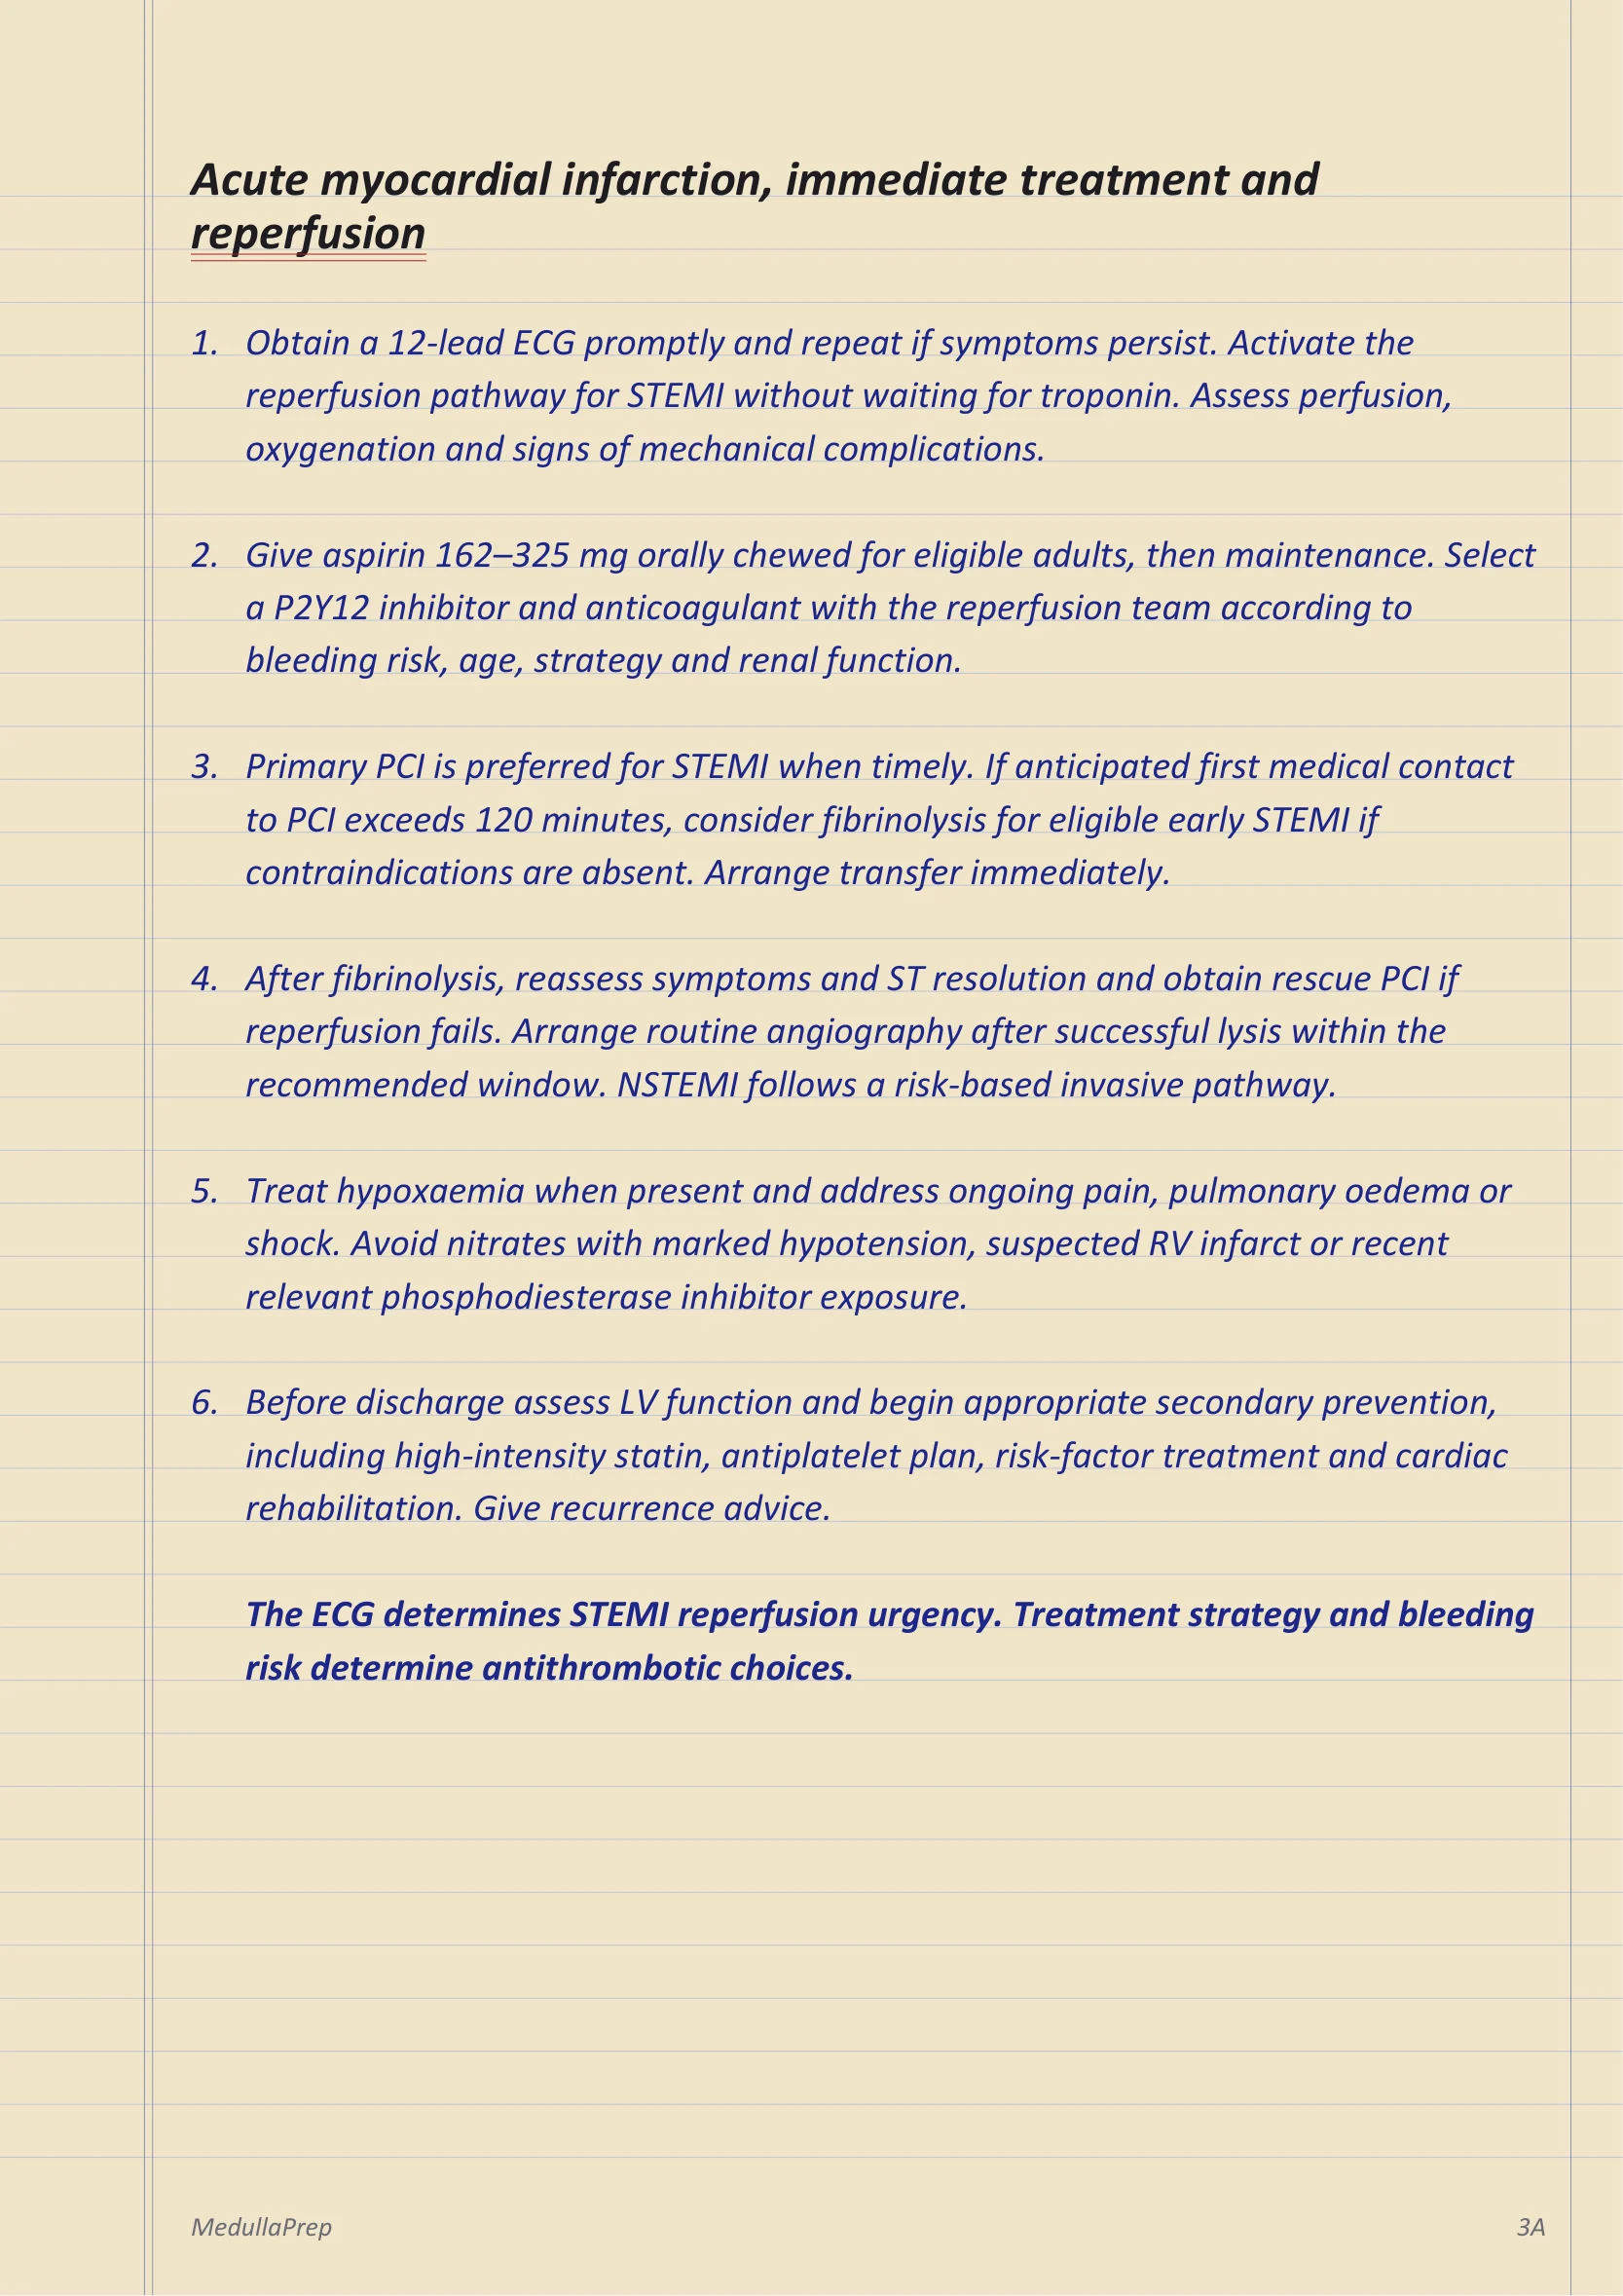 Acute myocardial infarction, immediate treatment and
reperfusion
1. Obtain a 12-lead ECG promptly and repeat if symptoms persist. Activate the
reperfusion pathway for STEMI without waiting for troponin. Assess perfusion,
oxygenation and signs of mechanical complications.
2. Give aspirin 162–325 mg orally chewed for eligible adults, then maintenance. Select
a P2Y12 inhibitor and anticoagulant with the reperfusion team according to
bleeding risk, age, strategy and renal function.
3. Primary PCI is preferred for STEMI when timely. If anticipated first medical contact
to PCI exceeds 120 minutes, consider fibrinolysis for eligible early STEMI if
contraindications are absent. Arrange transfer immediately.
4. After fibrinolysis, reassess symptoms and ST resolution and obtain rescue PCI if
reperfusion fails. Arrange routine angiography after successful lysis within the
recommended window. NSTEMI follows a risk-based invasive pathway.
5. Treat hypoxaemia when present and address ongoing pain, pulmonary oedema or
shock. Avoid nitrates with marked hypotension, suspected RV infarct or recent
relevant phosphodiesterase inhibitor exposure.
6. Before discharge assess LV function and begin appropriate secondary prevention,
including high-intensity statin, antiplatelet plan, risk-factor treatment and cardiac
rehabilitation. Give recurrence advice.
The ECG determines STEMI reperfusion urgency. Treatment strategy and bleeding
risk determine antithrombotic choices.
MedullaPrep
3A